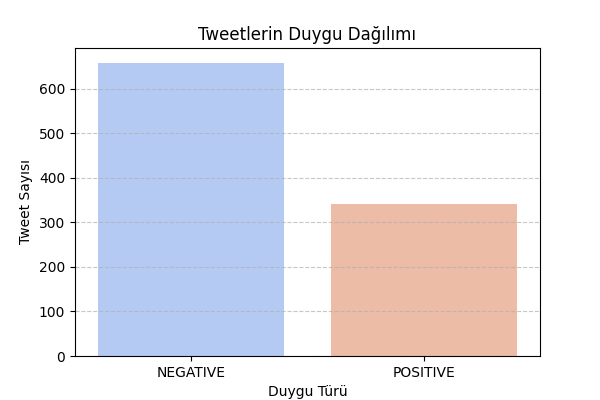 Tweetlerin Duygu Dağılımı
Tweet Sayısı
600
500
400
300
200
100
0
NEGATIVE
POSITIVE
Duygu Türü